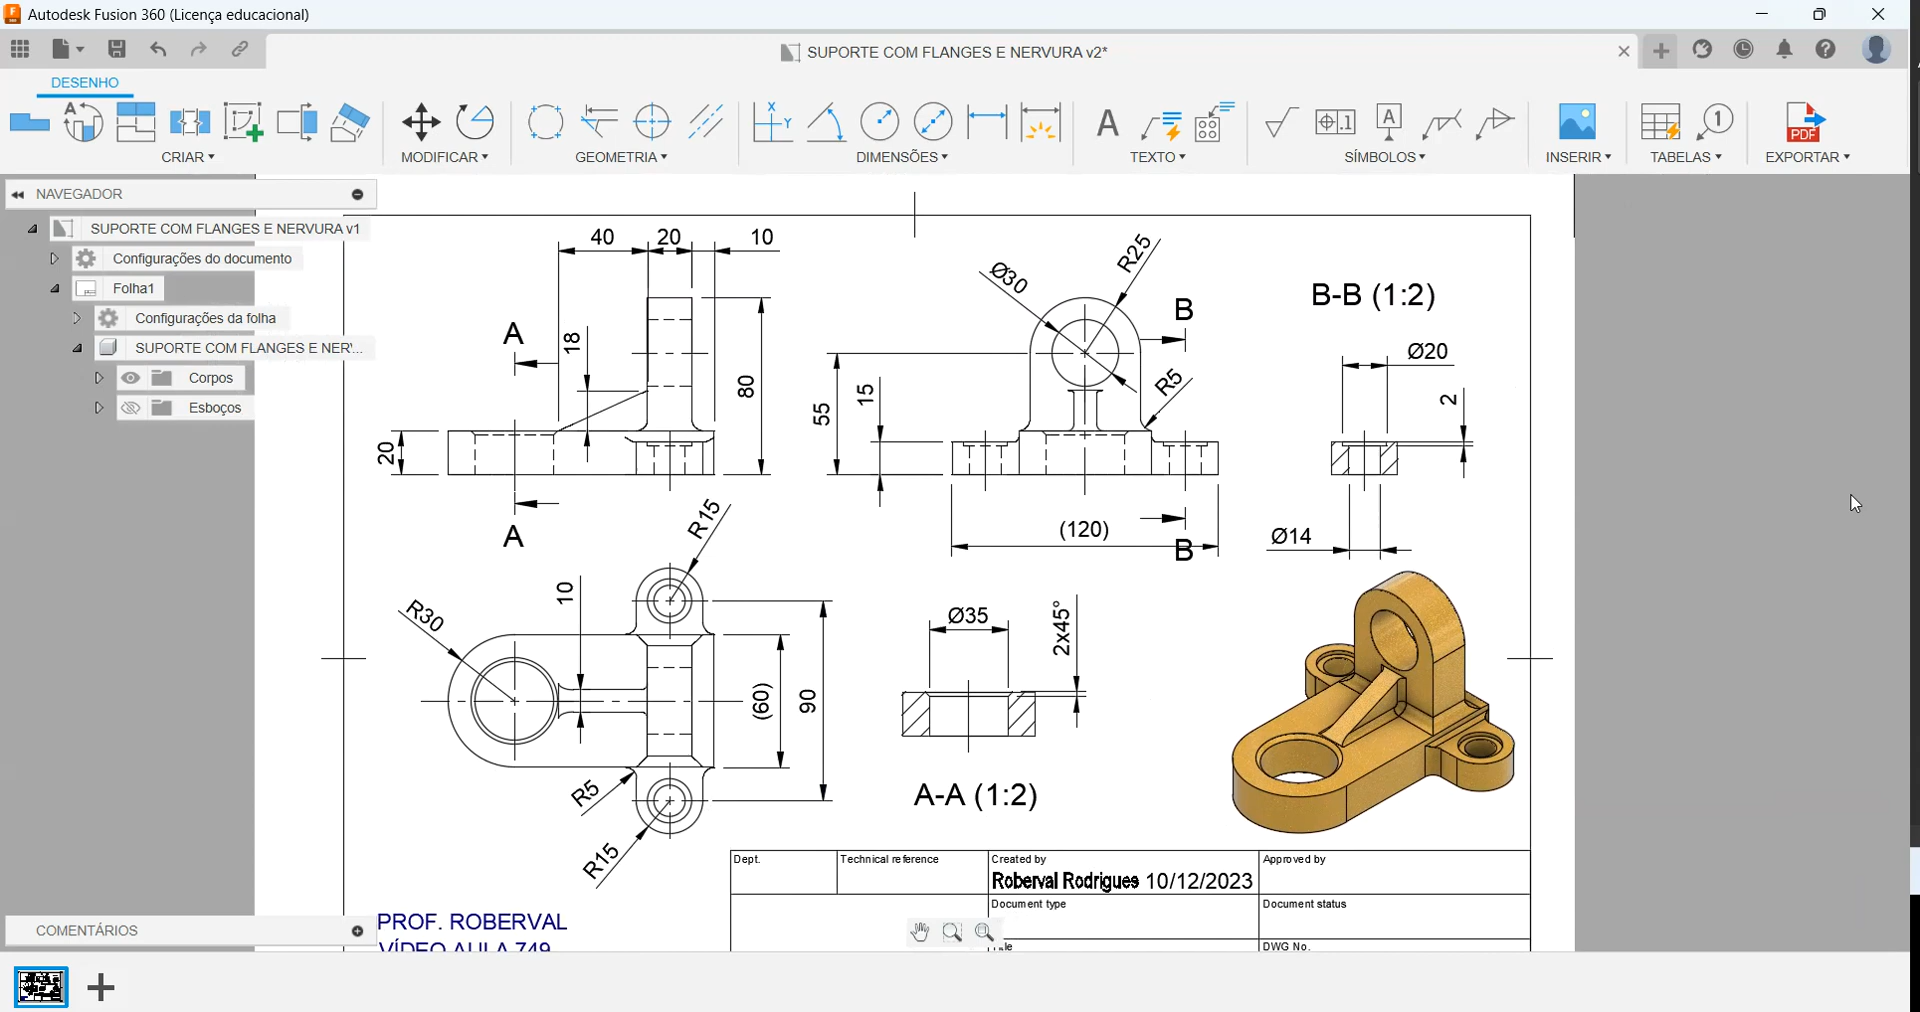 Autodesk Fusion 360 (Licença educacional)
SUPORTE COM FLANGES E NERVURA v2*
DESENHO
CRIAR
MODIFICAR
GEOMETRIA
DIMENSÕES
TEXTO
SÍMBOLOS
INSERIR
TABELAS
EXPORTAR
PDF
NAVEGADOR
SUPORTE COM FLANGES E NERVURA v1
Configurações do documento
Folha1
Configurações da folha
SUPORTE COM FLANGES E NER'...
Corpos
Esboços
40 20 10
A
18
80
20
A
Ø30
R25
B
R5
55
15
(120)
B
B-B (1:2)
Ø20
2
Ø14
R15
10
R30
(60)
90
R5
R15
Ø35
2x45°
A-A (1:2)
Dept.
Technical reference
Created by
Roberval Rodrigues 10/12/2023
Approved by
Document type
Document status
DWG No.
PROF. ROBERVAL
VÍDEO AULA 749
COMENTÁRIOS